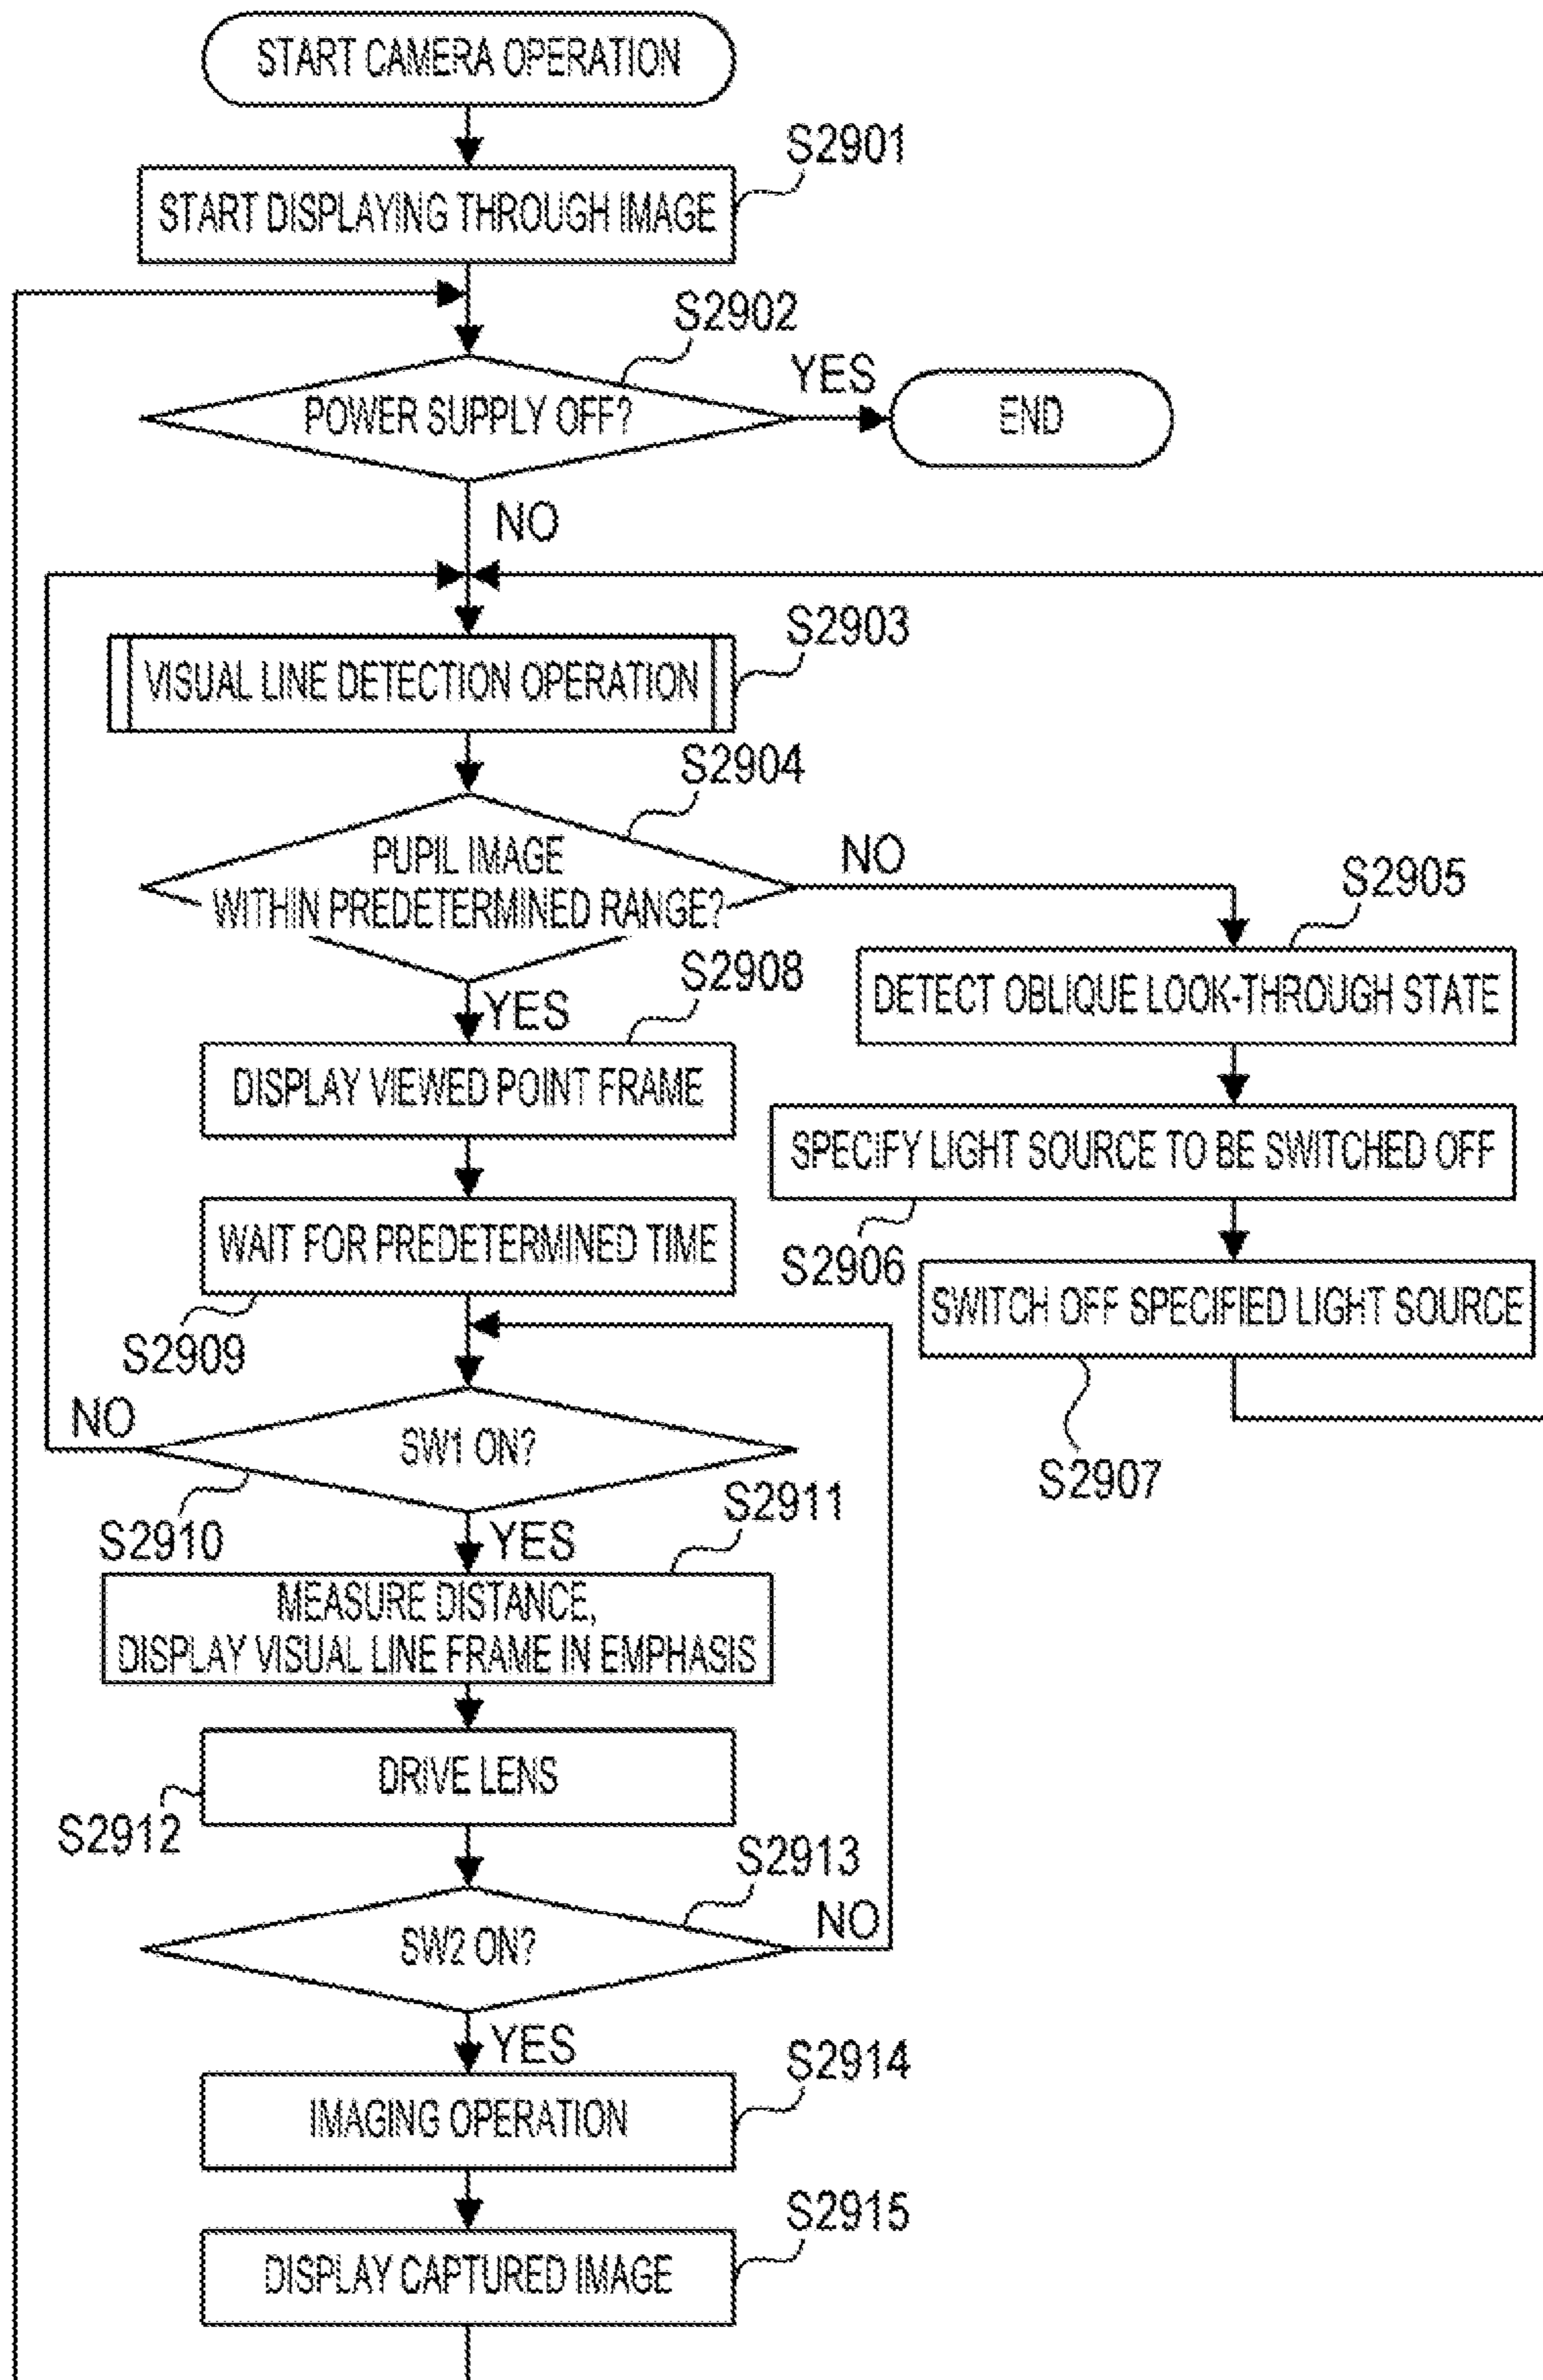 START CAMERA OPERATION
S2901
START DISPLAYING THROUGH IMAGE
S2902
POWER SUPPLY OFF?
YES
END
NO
S2903
VISUAL LINE DETECTION OPERATION
S2904
PUPIL IMAGE
WITHIN PREDETERMINED RANGE?
NO
S2905
DETECT OBLIQUE LOOK-THROUGH STATE
SPECIFY LIGHT SOURCE TO BE SWITCHED OFF
S2906
SWITCH OFF SPECIFIED LIGHT SOURCE
S2907
YES
S2908
DISPLAY VIEWED POINT FRAME
WAIT FOR PREDETERMINED TIME
S2909
NO
SW1 ON?
S2910
YES
S2911
MEASURE DISTANCE,
DISPLAY VISUAL LINE FRAME IN EMPHASIS
DRIVE LENS
S2912
S2913
SW2 ON?
NO
YES
S2914
IMAGING OPERATION
S2915
DISPLAY CAPTURED IMAGE